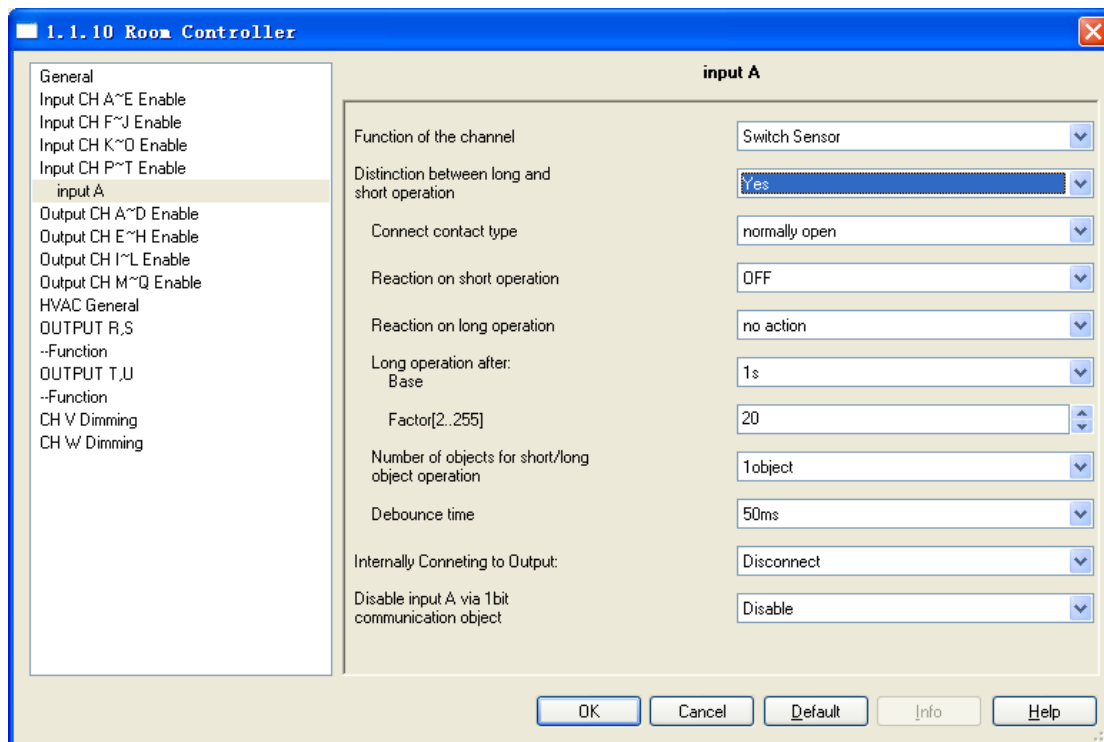 1.1.10 Room Controller
General
Input CH A~E Enable
Input CH F~J Enable
Input CH K~O Enable
Input CH P~T Enable
input A
Output CH A~D Enable
Output CH E~H Enable
Output CH I~L Enable
Output CH M~Q Enable
HVAC General
OUTPUT R,S
--Function
OUTPUT T,U
--Function
CH V Dimming
CH W Dimming
input A
Function of the channel
Switch Sensor
Distinction between long and
short operation
Yes
Connect contact type
normally open
Reaction on short operation
OFF
Reaction on long operation
no action
Long operation after:
Base
1s
Factor[2..255]
20
Number of objects for short/long
object operation
1object
Debounce time
50ms
Internally Conneting to Output:
Disconnect
Disable input A via 1bit
communication object
Disable
OK
Cancel
Default
Info
Help